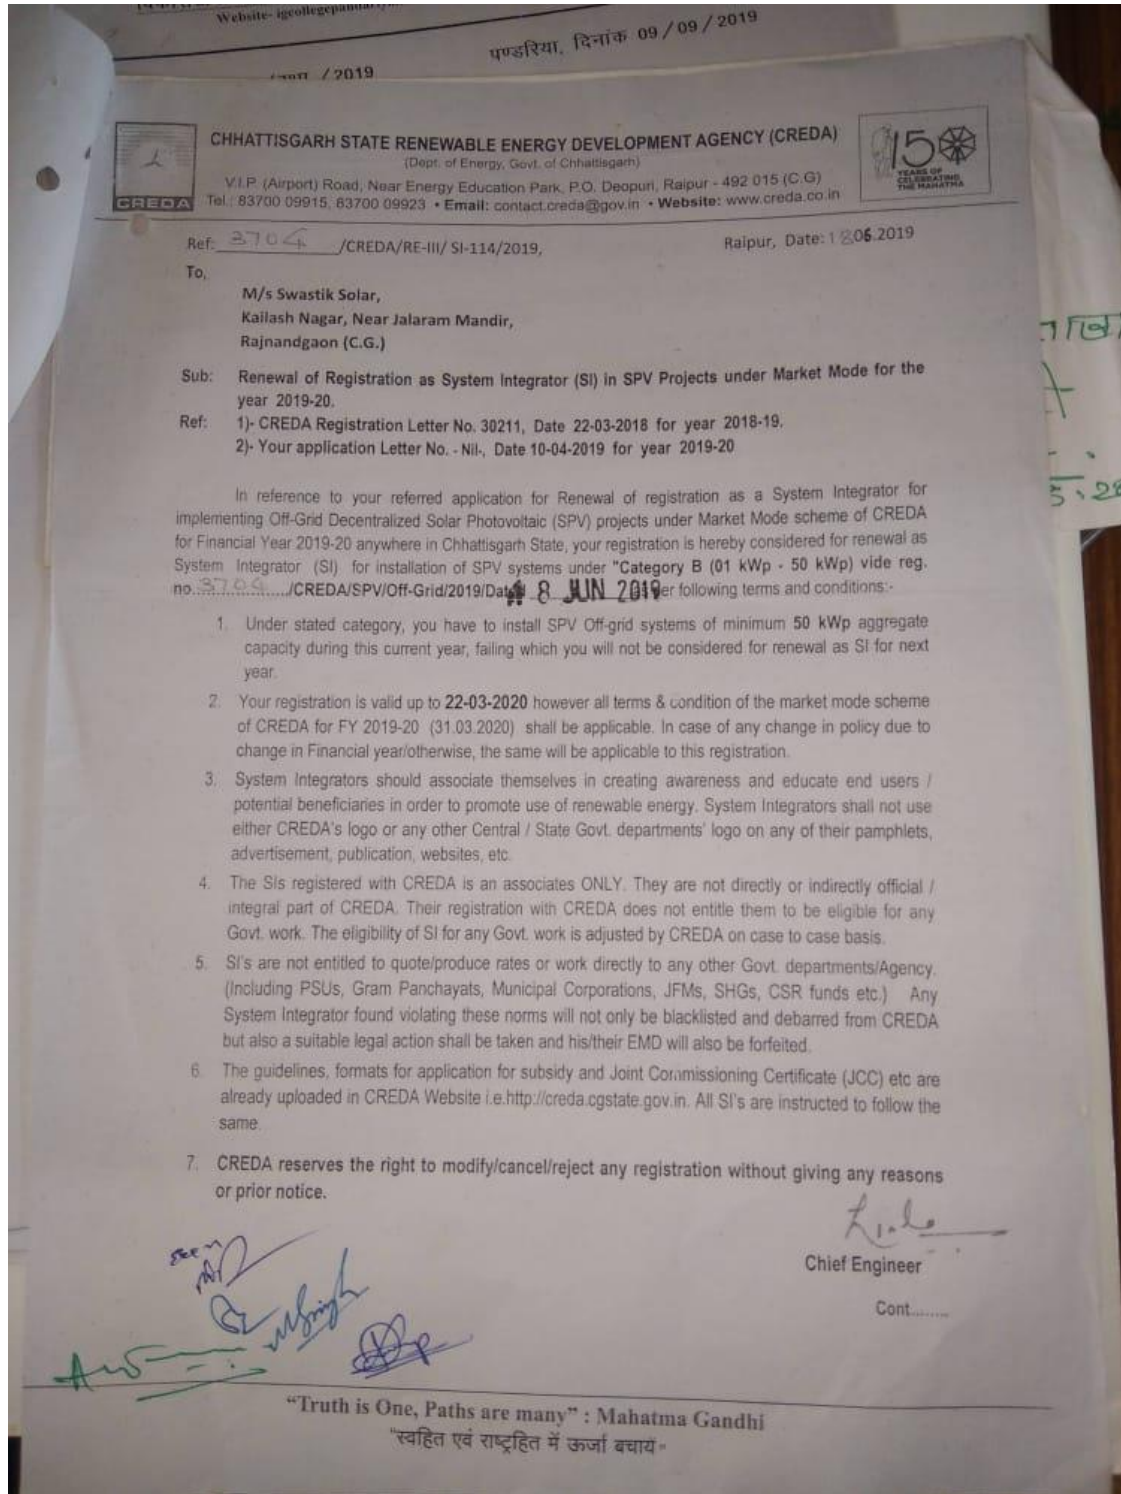 Website- igcollegepandari
पण्डरिया, दिनांक 09/09/2019
/2019
CREDA
CHHATTISGARH STATE RENEWABLE ENERGY DEVELOPMENT AGENCY (CREDA)
(Dept. of Energy, Govt. of Chhattisgarh)
V.I.P. (Airport) Road, Near Energy Education Park, P.O. Deopuri, Raipur - 492 015 (C.G)
Tel.: 83700 09915, 83700 09923 • Email: contact.creda@gov.in • Website: www.creda.co.in
150
YEARS OF
CELEBRATING
THE MAHATMA
Ref: 3704 /CREDA/RE-III/ SI-114/2019,
Raipur, Date: 1806.2019
To,
M/s Swastik Solar,
Kailash Nagar, Near Jalaram Mandir,
Rajnandgaon (C.G.)
Sub: Renewal of Registration as System Integrator (SI) in SPV Projects under Market Mode for the
year 2019-20.
Ref: 1)- CREDA Registration Letter No. 30211, Date 22-03-2018 for year 2018-19.
2)- Your application Letter No. - Nil-, Date 10-04-2019 for year 2019-20
In reference to your referred application for Renewal of registration as a System Integrator for
implementing Off-Grid Decentralized Solar Photovoltaic (SPV) projects under Market Mode scheme of CREDA
for Financial Year 2019-20 anywhere in Chhattisgarh State, your registration is hereby considered for renewal as
System Integrator (SI) for installation of SPV systems under "Category B (01 kWp - 50 kWp) vide reg.
no. 3704 /CREDA/SPV/Off-Grid/2019/Dat 8 JUN 2019er following terms and conditions:-
1. Under stated category, you have to install SPV Off-grid systems of minimum 50 kWp aggregate
capacity during this current year, failing which you will not be considered for renewal as SI for next
year.
2. Your registration is valid up to 22-03-2020 however all terms & condition of the market mode scheme
of CREDA for FY 2019-20 (31.03.2020) shall be applicable. In case of any change in policy due to
change in Financial year/otherwise, the same will be applicable to this registration.
3. System Integrators should associate themselves in creating awareness and educate end users /
potential beneficiaries in order to promote use of renewable energy. System Integrators shall not use
either CREDA's logo or any other Central / State Govt. departments' logo on any of their pamphlets,
advertisement, publication, websites, etc.
4. The SIs registered with CREDA is an associates ONLY. They are not directly or indirectly official /
integral part of CREDA. Their registration with CREDA does not entitle them to be eligible for any
Govt. work. The eligibility of SI for any Govt. work is adjusted by CREDA on case to case basis.
5. SI's are not entitled to quote/produce rates or work directly to any other Govt. departments/Agency.
(Including PSUs, Gram Panchayats, Municipal Corporations, JFMs, SHGs, CSR funds etc.) Any
System Integrator found violating these norms will not only be blacklisted and debarred from CREDA
but also a suitable legal action shall be taken and his/their EMD will also be forfeited.
6. The guidelines, formats for application for subsidy and Joint Commissioning Certificate (JCC) etc are
already uploaded in CREDA Website i.e.http://creda.cgstate.gov.in. All SI's are instructed to follow the
same.
7. CREDA reserves the right to modify/cancel/reject any registration without giving any reasons
or prior notice.
Chief Engineer
Cont........
"Truth is One, Paths are many" : Mahatma Gandhi
"स्वहित एवं राष्ट्रहित में ऊर्जा बचायें"